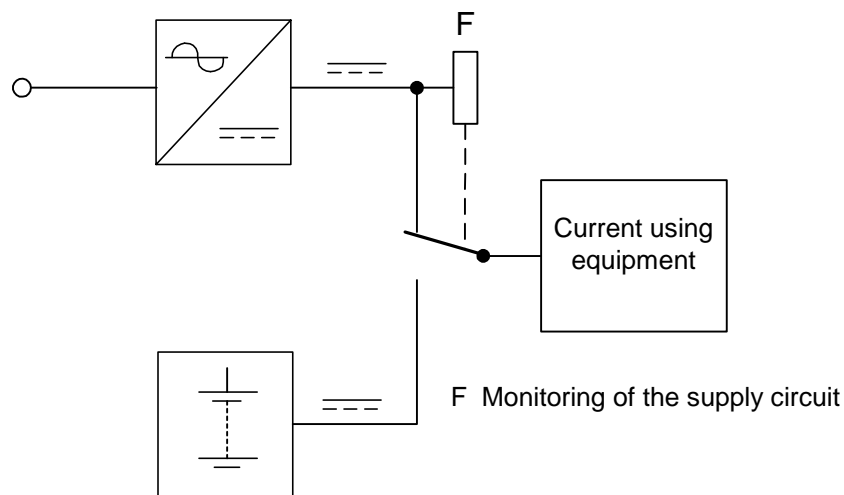 F
Current using
equipment
F Monitoring of the supply circuit